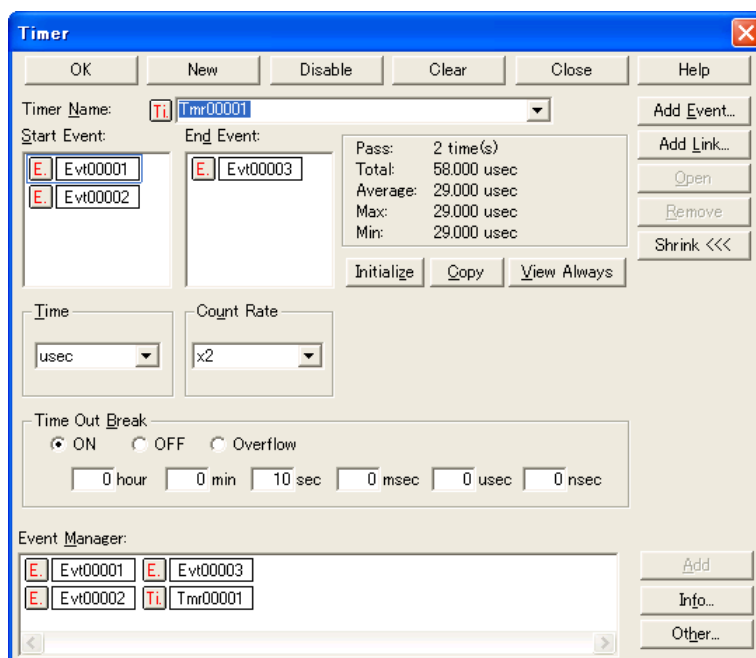 Timer
OK New Disable Clear Close Help
Timer Name: Ti. Tmr00001 Add Event...
Start Event: End Event: Add Link...
E. Evt00001 E. Evt00003
E. Evt00002
Pass: 2 time(s)
Total: 58.000 usec
Average: 29.000 usec
Max: 29.000 usec
Min: 29.000 usec
Open
Remove
Shrink <<<
Initialize Copy View Always
Time Count Rate
usec x2
Time Out Break
ON OFF Overflow
0 hour 0 min 10 sec 0 msec 0 usec 0 nsec
Event Manager:
E. Evt00001 E. Evt00003
E. Evt00002 Ti. Tmr00001
Add
Info...
Other...